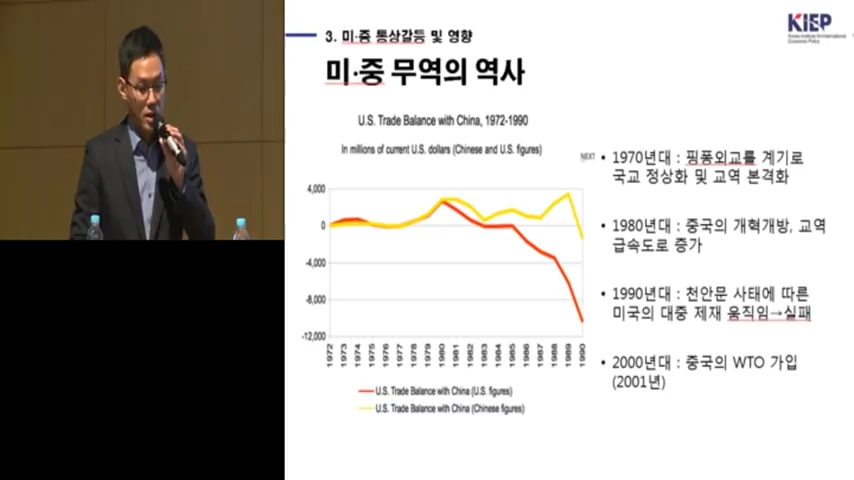 3. 미·중 통상갈등 및 영향
KIEP
Korea Institute for International
Economic Policy
미·중 무역의 역사
U.S. Trade Balance with China, 1972-1990
In millions of current U.S. dollars (Chinese and U.S. figures)
NEXT
4,000
0
-4,000
-8,000
-12,000
1972
1973
1974
1975
1976
1977
1978
1979
1980
1981
1982
1983
1984
1985
1986
1987
1988
1989
1990
U.S. Trade Balance with China (U.S. figures)
U.S. Trade Balance with China (Chinese figures)
• 1970년대 : 핑퐁외교를 계기로
국교 정상화 및 교역 본격화
• 1980년대 : 중국의 개혁개방, 교역
급속도로 증가
• 1990년대 : 천안문 사태에 따른
미국의 대중 제재 움직임→실패
• 2000년대 : 중국의 WTO 가입
(2001년)